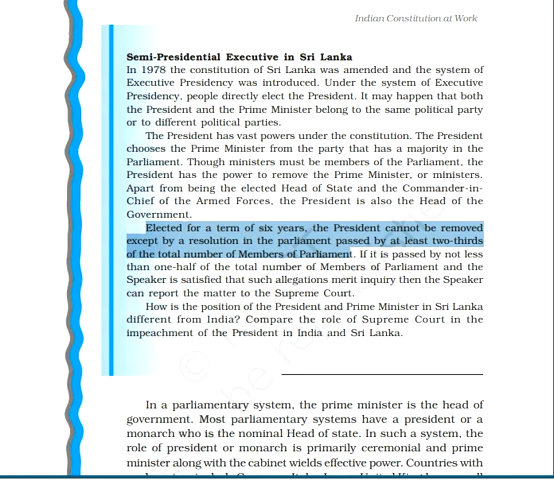 Indian Constitution at Work
Semi-Presidential Executive in Sri Lanka
In 1978 the constitution of Sri Lanka was amended and the system of
Executive Presidency was introduced. Under the system of Executive
Presidency, people directly elect the President. It may happen that both
the President and the Prime Minister belong to the same political party
or to different political parties.
The President has vast powers under the constitution. The President
chooses the Prime Minister from the party that has a majority in the
Parliament. Though ministers must be members of the Parliament, the
President has the power to remove the Prime Minister, or ministers.
Apart from being the elected Head of State and the Commander-in-
Chief of the Armed Forces, the President is also the Head of the
Government.
Elected for a term of six years, the President cannot be removed
except by a resolution in the parliament passed by at least two-thirds
of the total number of Members of Parliament. If it is passed by not less
than one-half of the total number of Members of Parliament and the
Speaker is satisfied that such allegations merit inquiry then the Speaker
can report the matter to the Supreme Court.
How is the position of the President and Prime Minister in Sri Lanka
different from India? Compare the role of Supreme Court in the
impeachment of the President in India and Sri Lanka.
In a parliamentary system, the prime minister is the head of
government. Most parliamentary systems have a president or a
monarch who is the nominal Head of state. In such a system, the
role of president or monarch is primarily ceremonial and prime
minister along with the cabinet wields effective power. Countries with